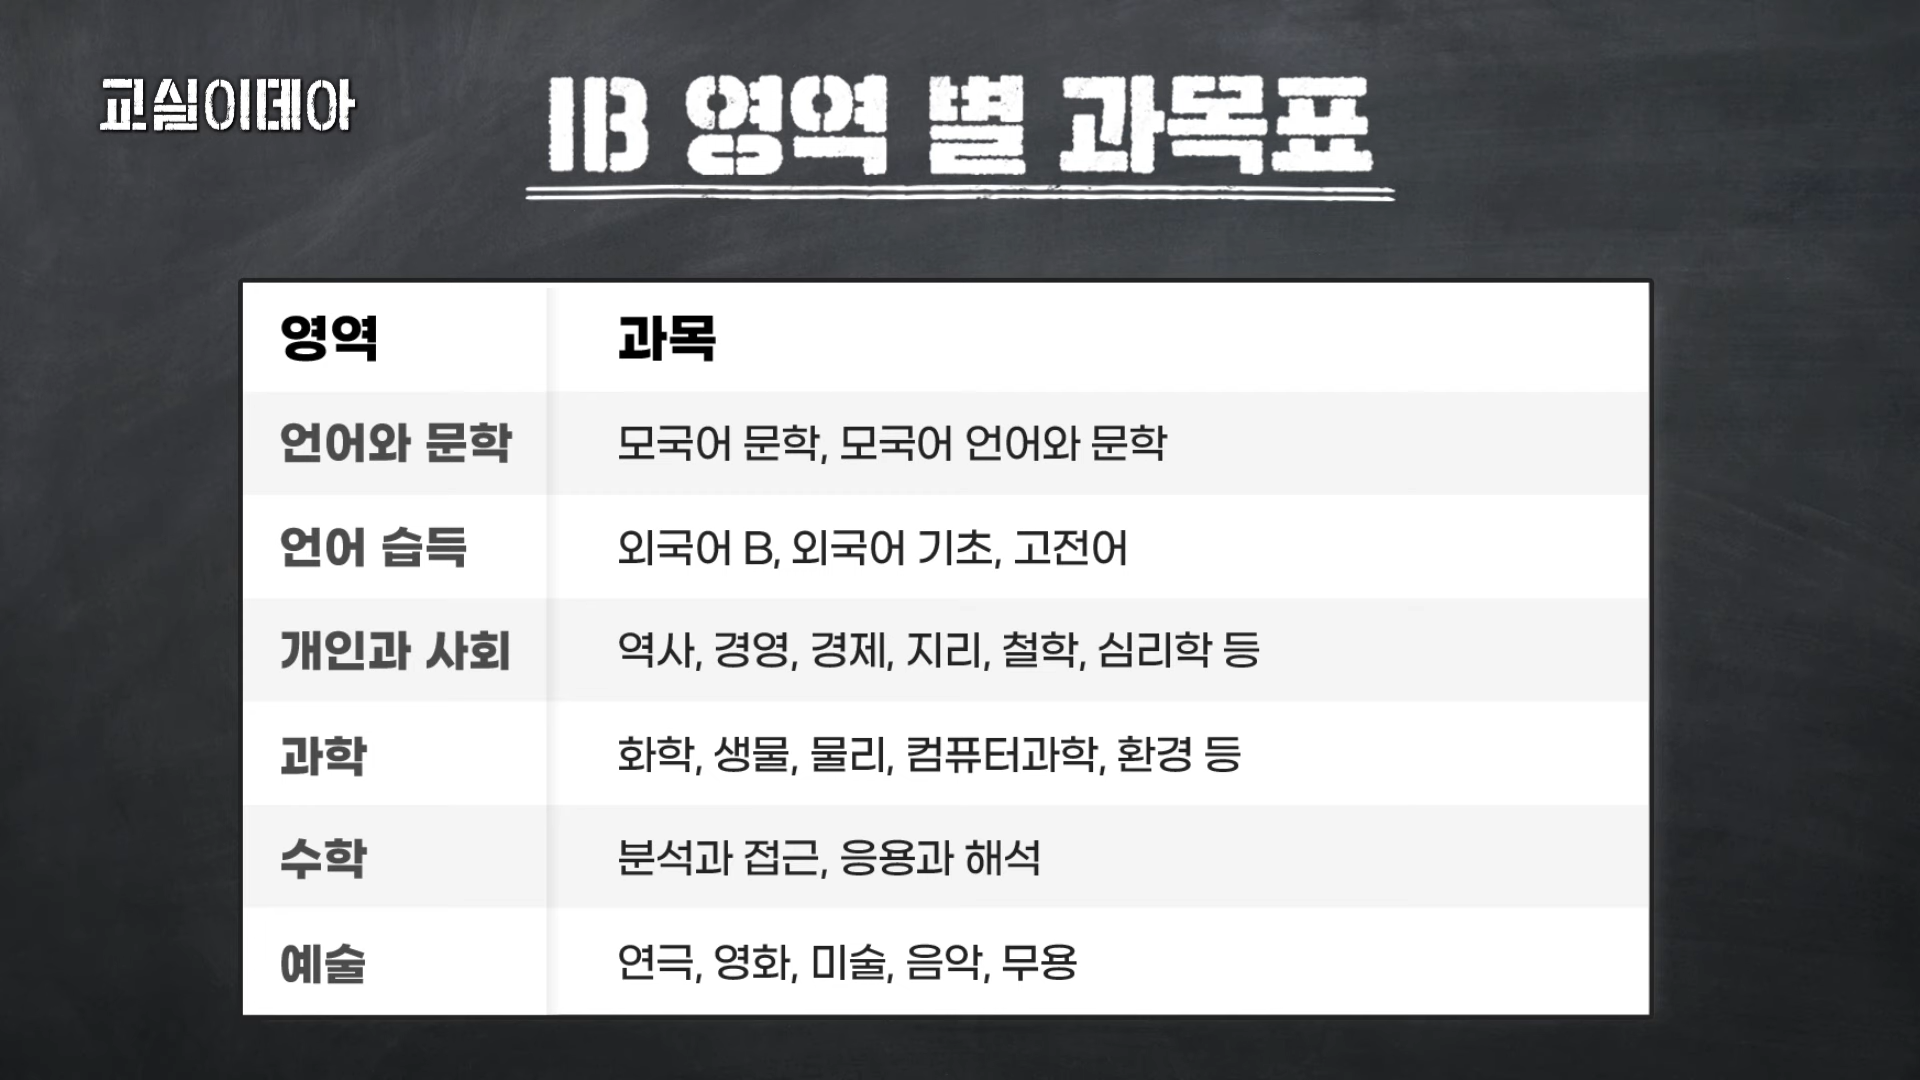 교실이데아
IB 영역 별 과목표
영역 과목
언어와 문학 모국어 문학, 모국어 언어와 문학
언어 습득 외국어 B, 외국어 기초, 고전어
개인과 사회 역사, 경영, 경제, 지리, 철학, 심리학 등
과학 화학, 생물, 물리, 컴퓨터과학, 환경 등
수학 분석과 접근, 응용과 해석
예술 연극, 영화, 미술, 음악, 무용